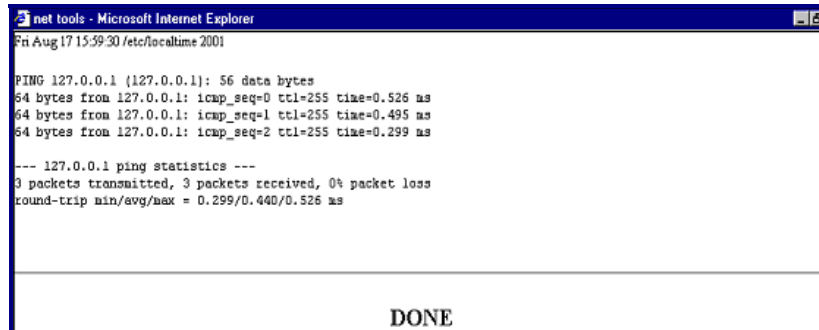 net tools - Microsoft Internet Explorer
Fri Aug 17 15:59:30 /etc/localtime 2001
PING 127.0.0.1 (127.0.0.1): 56 data bytes
64 bytes from 127.0.0.1: icmp_seq=0 ttl=255 time=0.526 ms
64 bytes from 127.0.0.1: icmp_seq=1 ttl=255 time=0.495 ms
64 bytes from 127.0.0.1: icmp_seq=2 ttl=255 time=0.299 ms
--- 127.0.0.1 ping statistics ---
3 packets transmitted, 3 packets received, 0% packet loss
round-trip min/avg/max = 0.299/0.440/0.526 ms
DONE